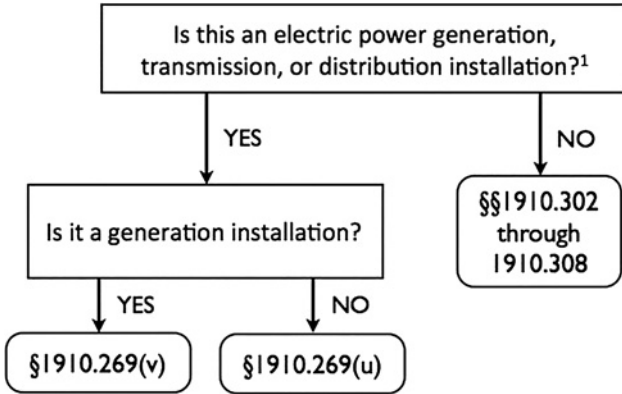 Is this an electric power generation,
transmission, or distribution installation?¹
YES
NO
Is it a generation installation?
§§1910.302
through
1910.308
YES
NO
§1910.269(v)
§1910.269(u)